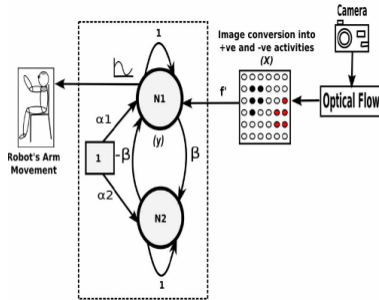 Camera
Image conversion into
+ve and -ve activities
(X)
1
N1
f'
Optical Flow
α1
(y)
Robot's Arm
Movement
1
-β
β
α2
N2
1